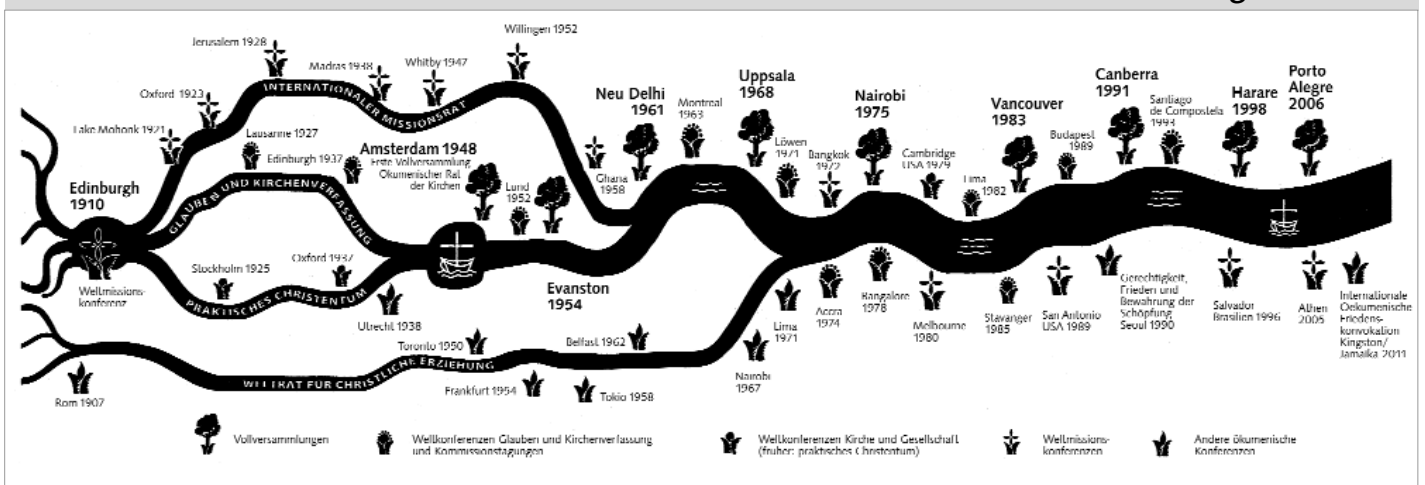 Willingen 1952
Jerusalem 1928
Madras 1938
Whitby 1947
Oxford 1923
Lake Mohonk 1921
INTERNATIONALER MISSIONSRAT
Lausanne 1927
Edinburgh 1937
GLAUBEN UND KIRCHENVERFASSUNG
Edinburgh
1910
Weltmissions-
konferenz
Amsterdam 1948
Erste Vollversammlung
Ökumenischer Rat
der Kirchen
Lund
1952
Stockholm 1925
Oxford 1937
PRAKTISCHES CHRISTENTUM
Utrecht 1938
Evanston
1954
Ghana
1958
Neu Delhi
1961
Montreal
1963
Uppsala
1968
Löwen
1971
Bangkok
1972
Nairobi
1975
Cambridge
USA 1979
Lima
1982
Vancouver
1983
Budapest
1989
Canberra
1991
Santiago
de Compostela
1993
Harare
1998
Porto
Alegre
2006
Rom 1907
WELTRAT FÜR CHRISTLICHE ERZIEHUNG
Toronto 1950
Frankfurt 1954
Belfast 1962
Tokio 1958
Nairobi
1967
Lima
1971
Accra
1974
Bangalore
1978
Melbourne
1980
Stavanger
1985
San Antonio
USA 1989
Gerechtigkeit,
Frieden und
Bewahrung der
Schöpfung
Seoul 1990
Salvador
Brasilien 1996
Athen
2005
Internationale
Oekumenische
Friedens-
konvokation
Kingston/
Jamaika 2011
Vollversammlungen
Weltkonferenzen Glauben und Kirchenverfassung
und Kommissionstagungen
Weltkonferenzen Kirche und Gesellschaft
(früher: praktisches Christentum)
Weltmissions-
konferenzen
Andere ökumenische
Konferenzen